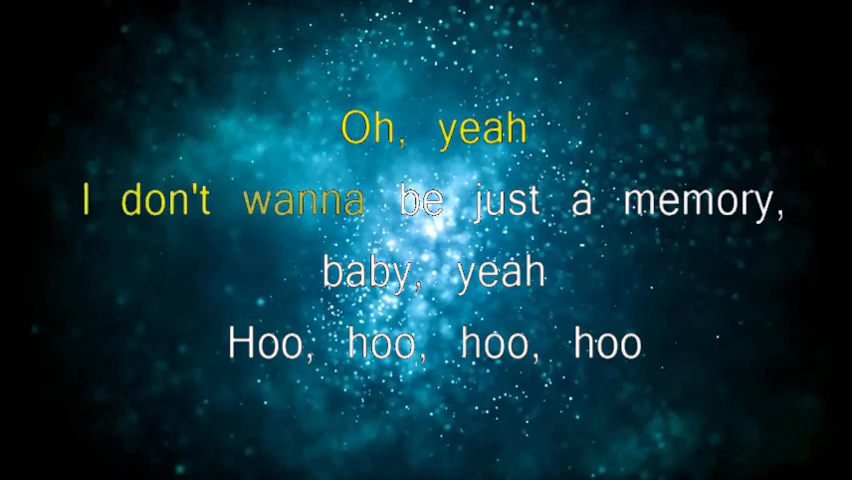 Oh, yeah
I don't wanna be just a memory,
baby, yeah
Hoo, hoo, hoo, hoo